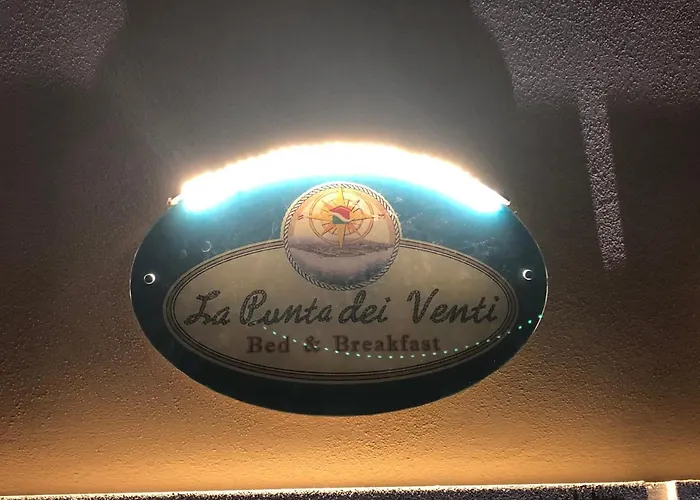 La Punta dei Venti
Bed & Breakfast